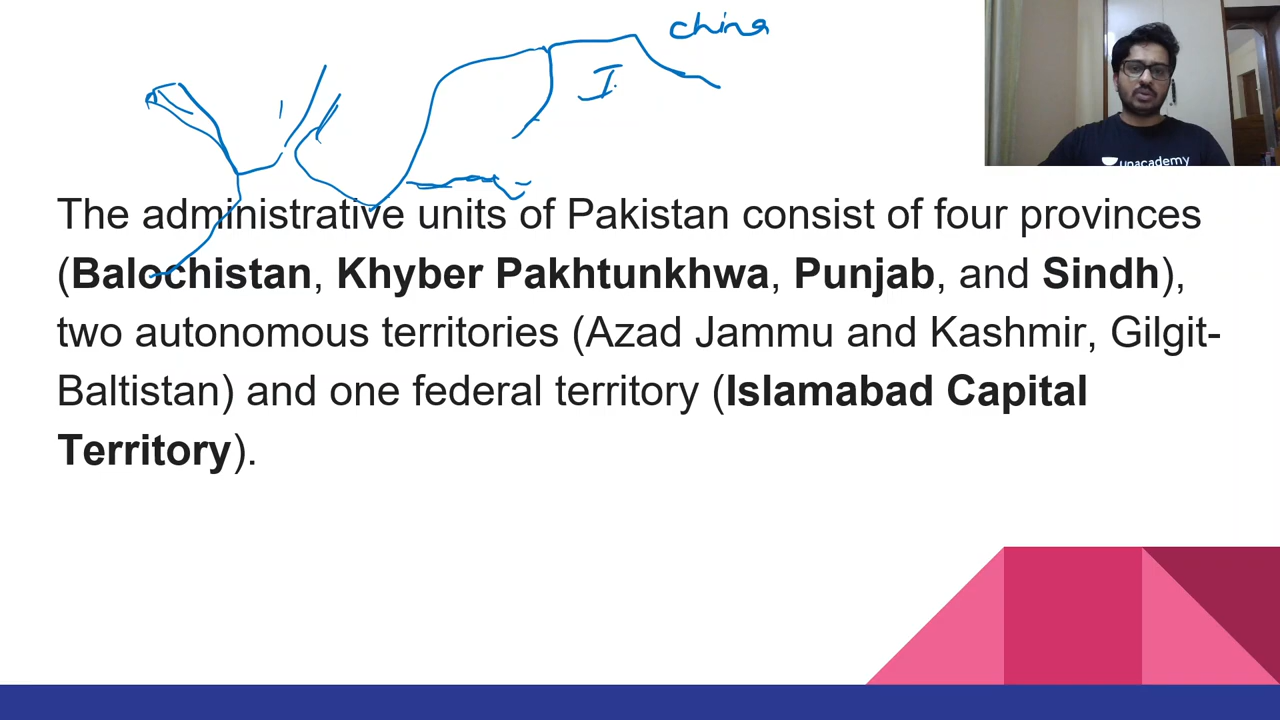 china
I
unacademy
The administrative units of Pakistan consist of four provinces
(Balochistan, Khyber Pakhtunkhwa, Punjab, and Sindh),
two autonomous territories (Azad Jammu and Kashmir, Gilgit-
Baltistan) and one federal territory (Islamabad Capital
Territory).